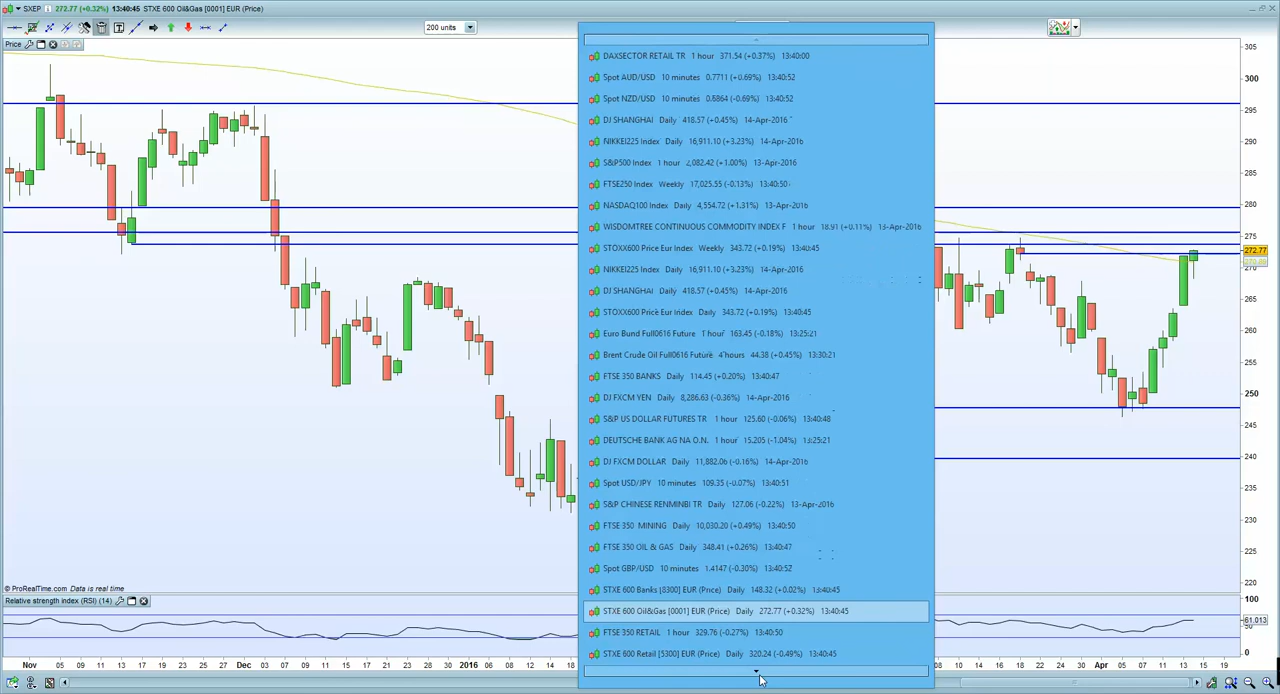 SXEP 272.77 (+0.32%) 13:40:45 STXE 600 Oil&Gas [0001] EUR (Price)
200 units
Price
DAXSECTOR RETAIL TR 1 hour 371.54 (+0.37%) 13:40:00
Spot AUD/USD 10 minutes 0.7711 (+0.69%) 13:40:52
Spot NZD/USD 10 minutes 0.6864 (-0.69%) 13:40:52
DJ SHANGHAI Daily 418.57 (+0.45%) 14-Apr-2016
NIKKEI225 Index Daily 16,911.10 (+3.23%) 14-Apr-2016
S&P500 Index 1 hour 2,082.42 (+1.00%) 13-Apr-2016
FTSE250 Index Weekly 17,025.55 (-0.13%) 13:40:50
NASDAQ100 Index Daily 4,554.72 (+1.31%) 13-Apr-2016
WISDOMTREE CONTINUOUS COMMODITY INDEX F 1 hour 18.91 (+0.11%) 13-Apr-2016
STOXX600 Price Eur Index Weekly 343.72 (+0.19%) 13:40:45
NIKKEI225 Index Daily 16,911.10 (+3.23%) 14-Apr-2016
DJ SHANGHAI Daily 418.57 (+0.45%) 14-Apr-2016
STOXX600 Price Eur Index Daily 343.72 (+0.19%) 13:40:45
Euro Bund Full0616 Future 1 hour 163.45 (-0.18%) 13:25:21
Brent Crude Oil Full0616 Future 4 hours 44.38 (+0.45%) 13:30:21
FTSE 350 BANKS Daily 114.45 (+0.20%) 13:40:47
DJ FXCM YEN Daily 8,286.63 (-0.36%) 14-Apr-2016
S&P US DOLLAR FUTURES TR 1 hour 125.60 (-0.06%) 13:40:48
DEUTSCHE BANK AG NA O.N. 1 hour 15.205 (-1.04%) 13:25:21
DJ FXCM DOLLAR Daily 11,882.06 (-0.16%) 14-Apr-2016
Spot USD/JPY 10 minutes 109.35 (-0.07%) 13:40:51
S&P CHINESE RENMINBI TR Daily 127.06 (-0.22%) 13-Apr-2016
FTSE 350 MINING Daily 10,030.20 (+0.49%) 13:40:50
FTSE 350 OIL & GAS Daily 348.41 (+0.26%) 13:40:47
Spot GBP/USD 10 minutes 1.4147 (-0.30%) 13:40:52
STXE 600 Banks [8300] EUR (Price) Daily 148.32 (+0.02%) 13:40:45
STXE 600 Oil&Gas [0001] EUR (Price) Daily 272.77 (+0.32%) 13:40:45
FTSE 350 RETAIL 1 hour 329.76 (-0.27%) 13:40:50
STXE 600 Retail [5300] EUR (Price) Daily 320.24 (-0.49%) 13:40:45
305
300
295
290
285
280
275
272.77
270
265
260
255
250
245
240
235
230
225
220
© ProRealTime.com Data is real time
Relative strength index (RSI) (14)
100
61.013
0
Nov 05 09 11 13 17 19 23 25 27 Dec 03 07 09 11 15 17 21 23 29 2016 06 08 12 14 18
10 14 16 18 22 24 30 Apr 05 07 11 13 15 19